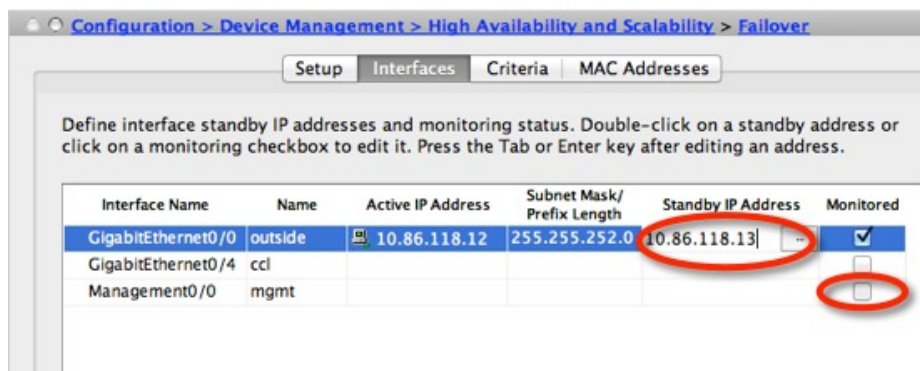 Configuration > Device Management > High Availability and Scalability > Failover
Setup Interfaces Criteria MAC Addresses
Define interface standby IP addresses and monitoring status. Double-click on a standby address or
click on a monitoring checkbox to edit it. Press the Tab or Enter key after editing an address.
Interface Name Name Active IP Address Subnet Mask/ Prefix Length Standby IP Address Monitored
GigabitEthernet0/0 outside 10.86.118.12 255.255.252.0 10.86.118.13 ...
GigabitEthernet0/4 ccl
Management0/0 mgmt